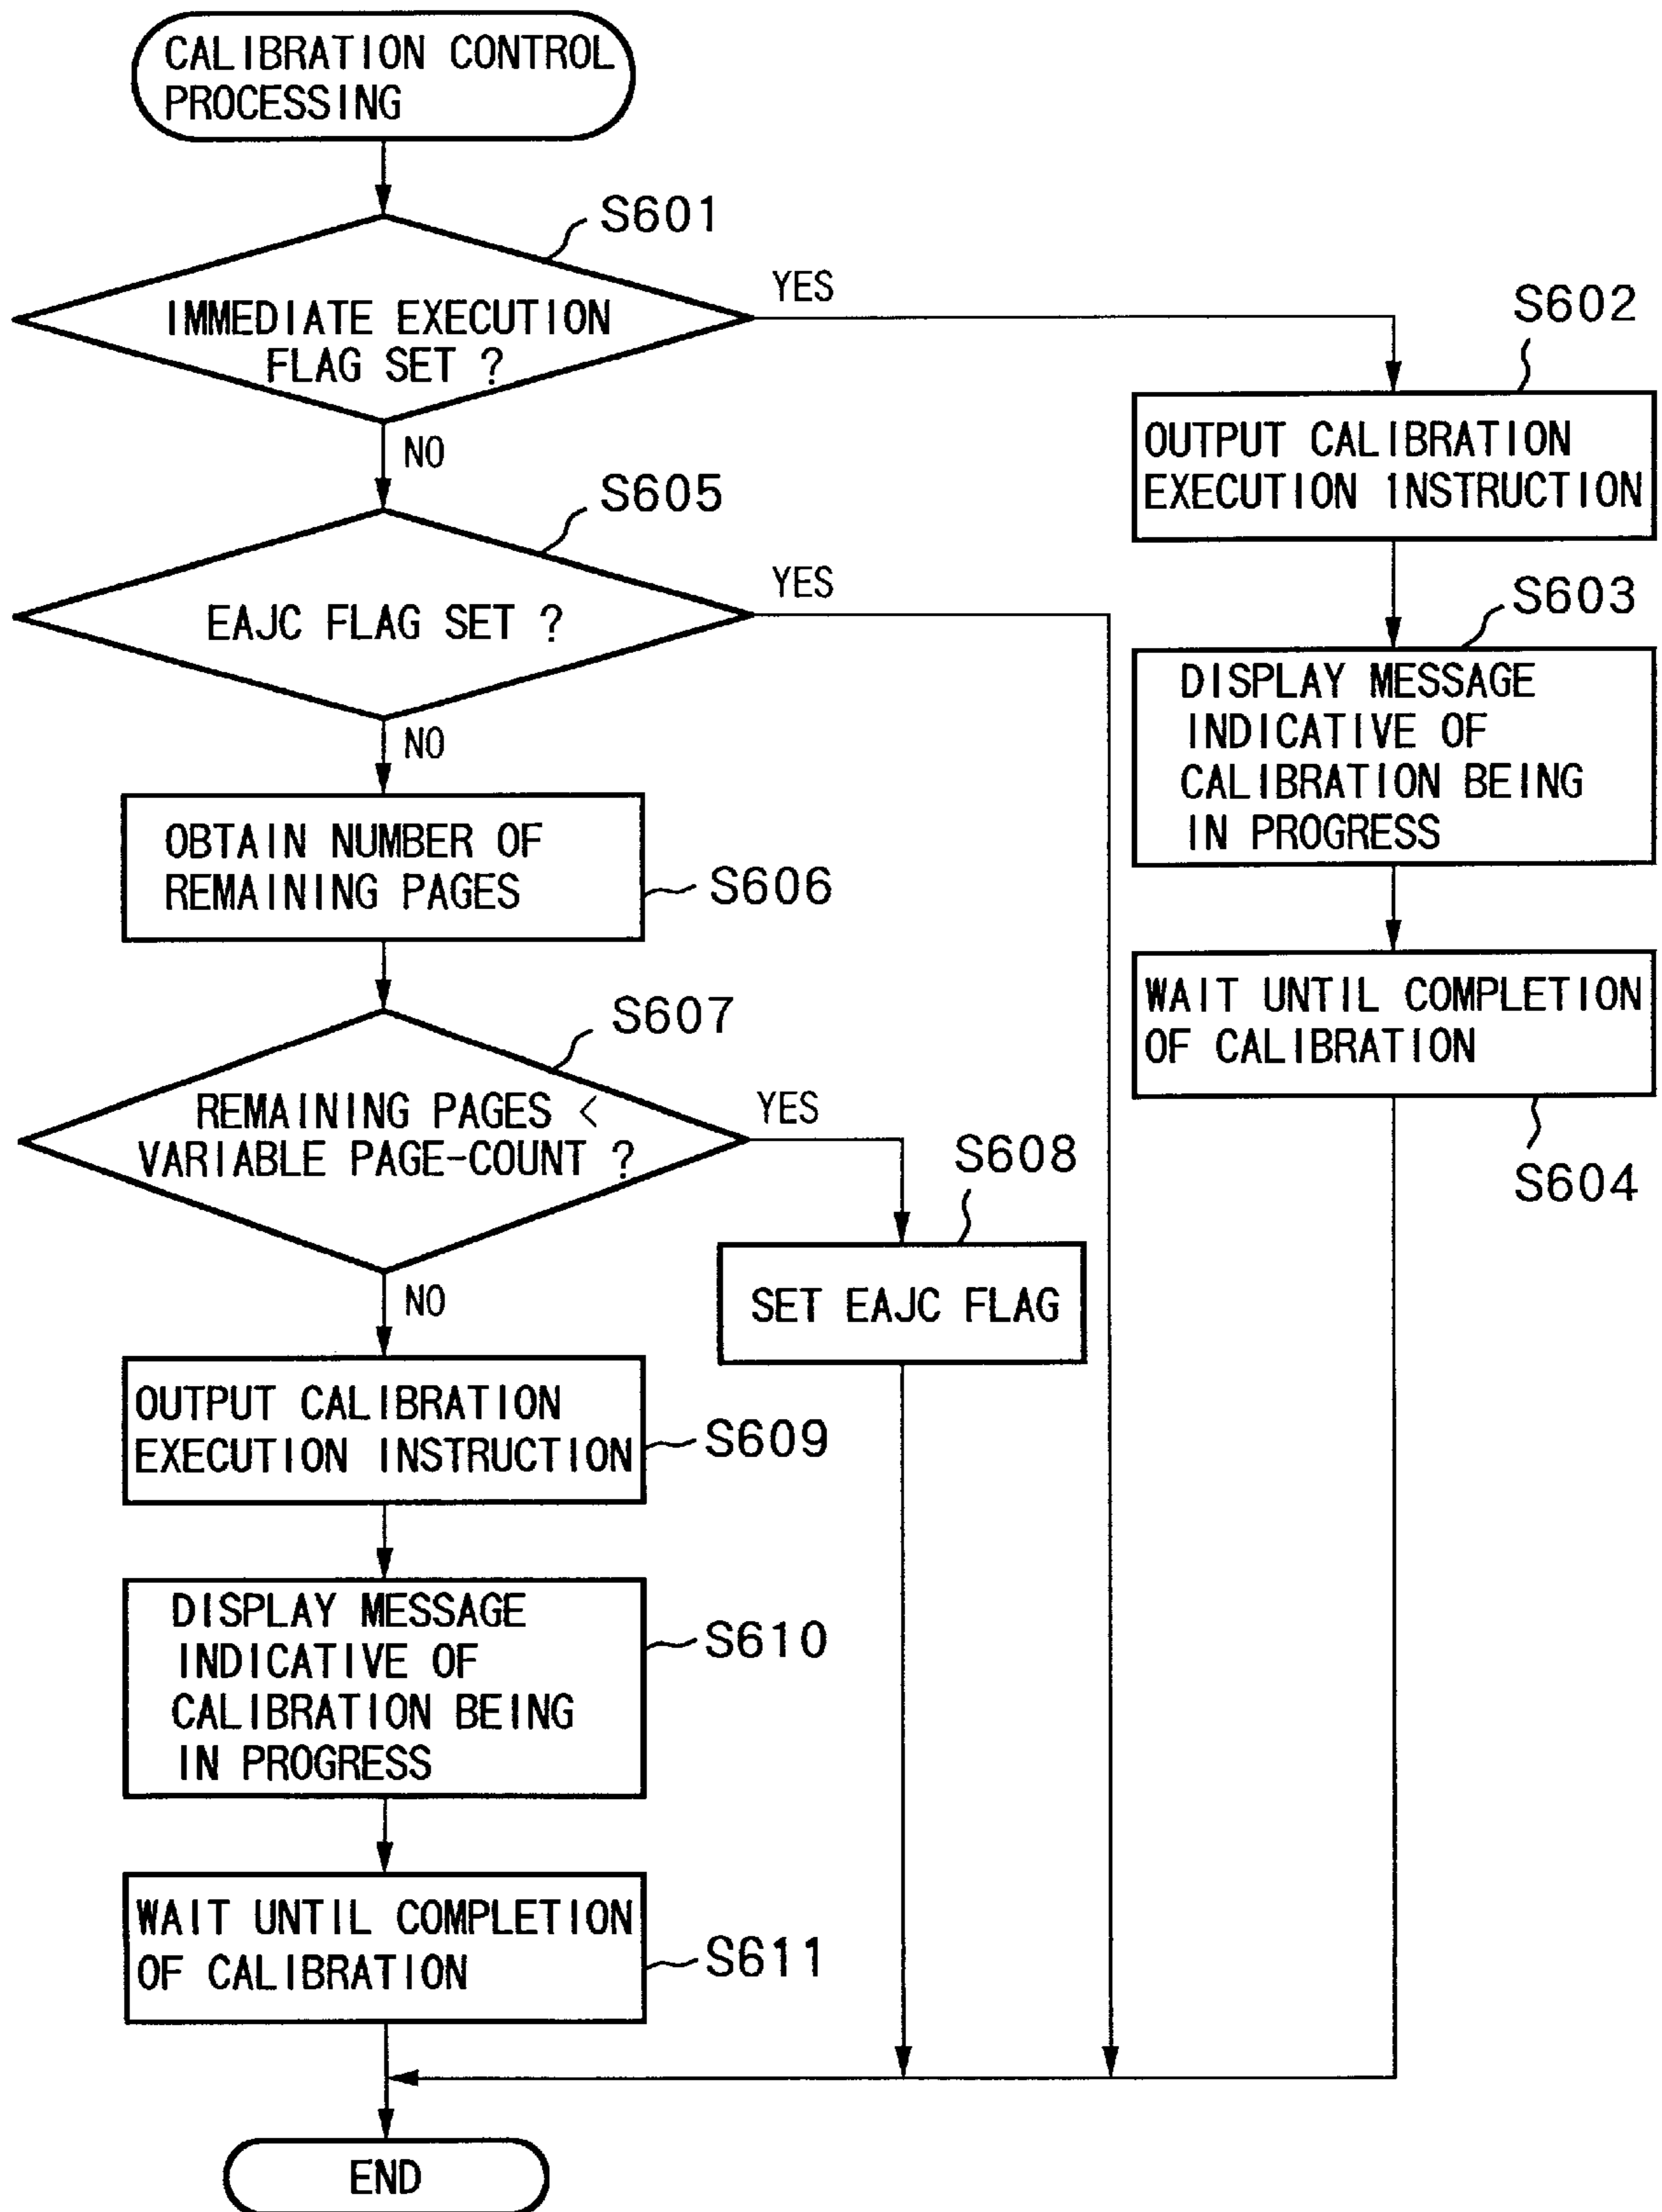 CALIBRATION CONTROL
PROCESSING
S601
IMMEDIATE EXECUTION
FLAG SET ?
YES
NO
S602
OUTPUT CALIBRATION
EXECUTION INSTRUCTION
S603
DISPLAY MESSAGE
INDICATIVE OF
CALIBRATION BEING
IN PROGRESS
WAIT UNTIL COMPLETION
OF CALIBRATION
S604
S605
EAJC FLAG SET ?
YES
NO
OBTAIN NUMBER OF
REMAINING PAGES
S606
S607
REMAINING PAGES <
VARIABLE PAGE-COUNT ?
YES
NO
S608
SET EAJC FLAG
OUTPUT CALIBRATION
EXECUTION INSTRUCTION
S609
DISPLAY MESSAGE
INDICATIVE OF
CALIBRATION BEING
IN PROGRESS
S610
WAIT UNTIL COMPLETION
OF CALIBRATION
S611
END